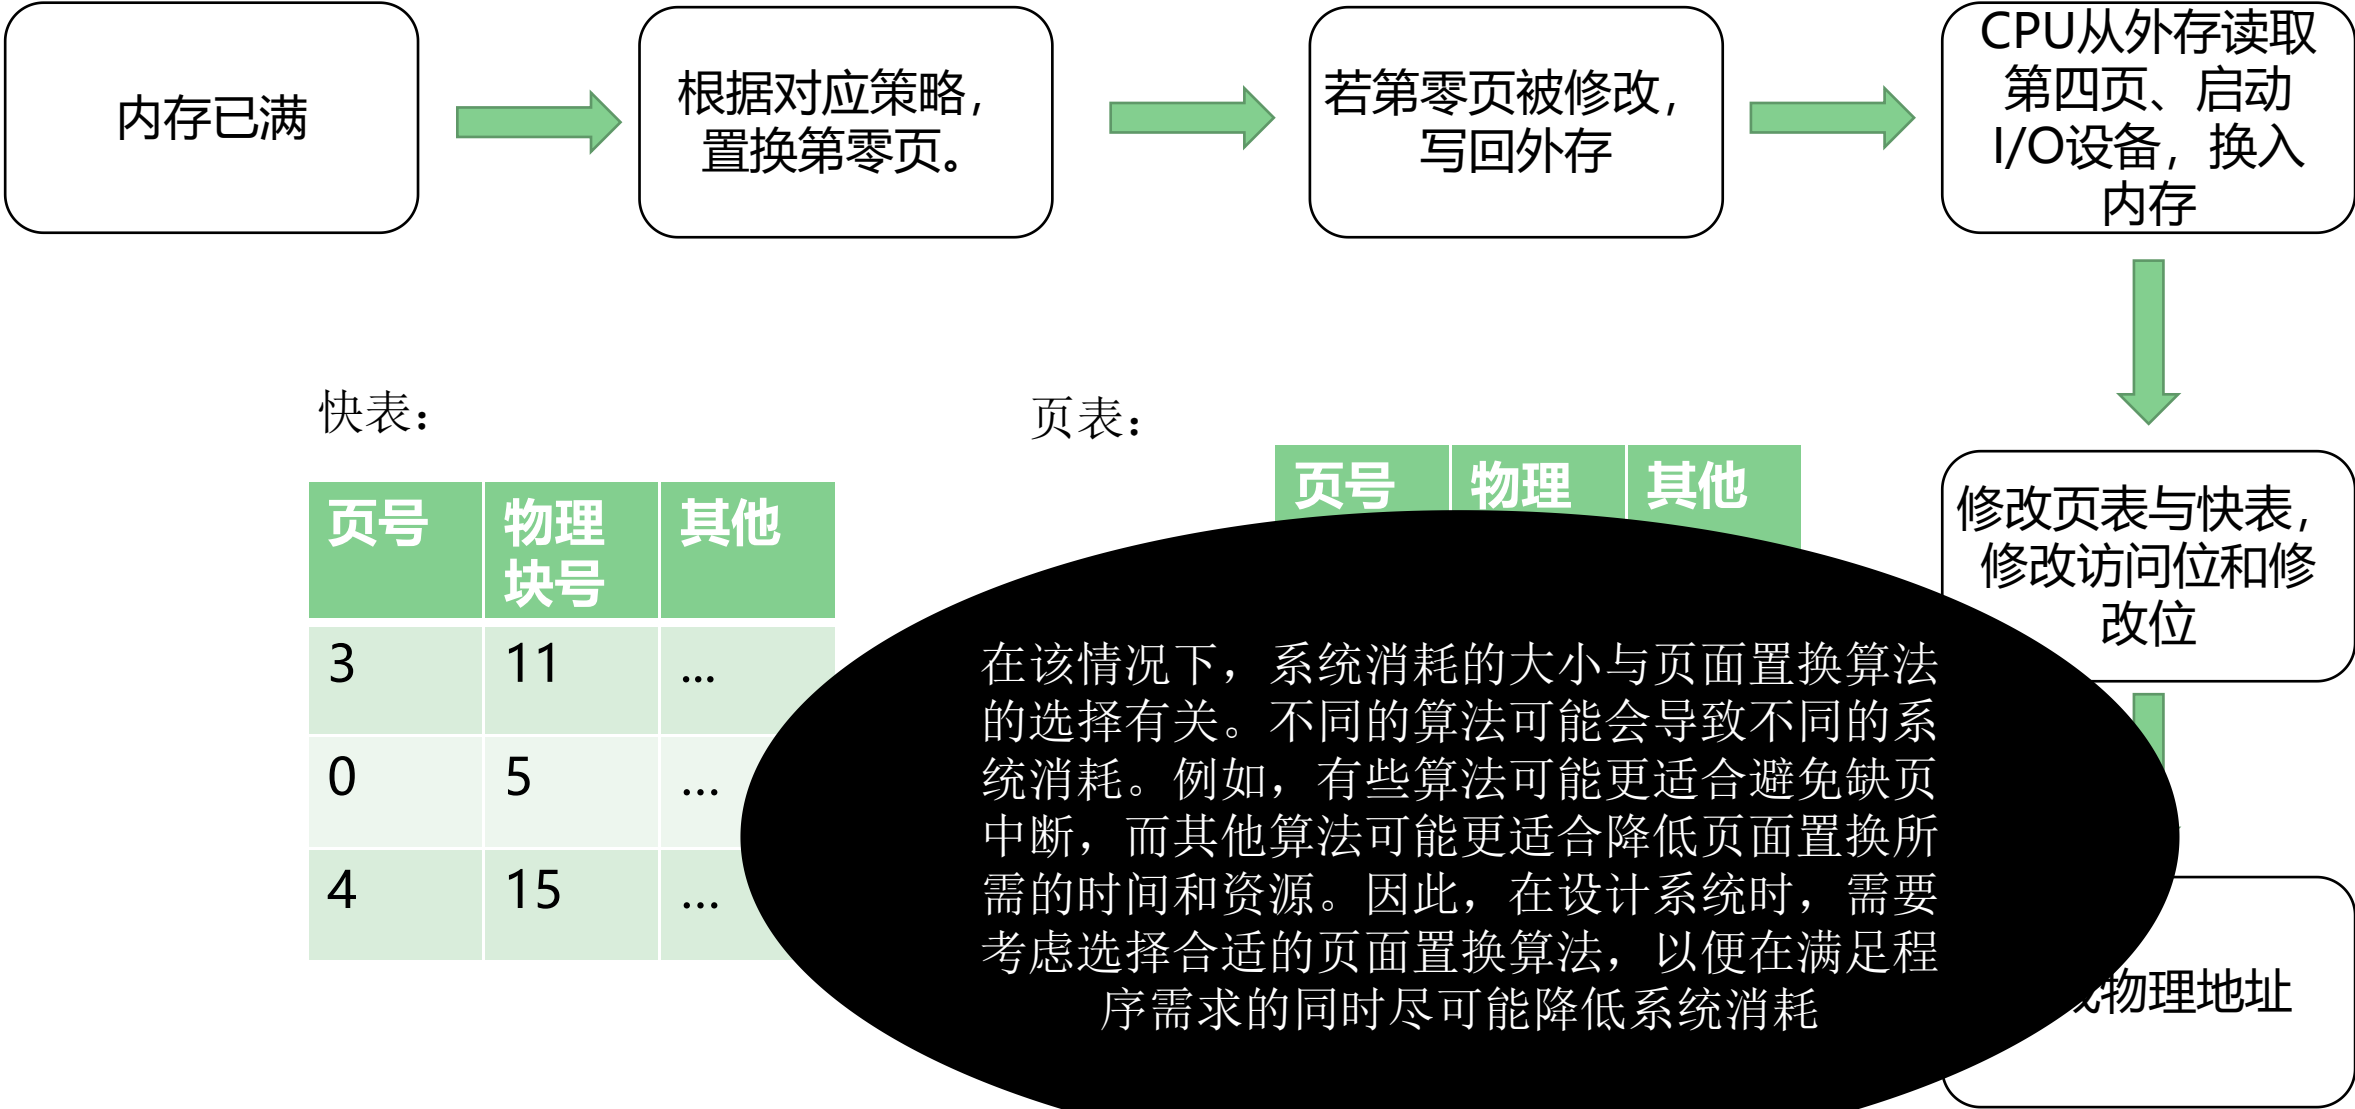 内存已满
根据对应策略，
置换第零页。
若第零页被修改，
写回外存
CPU从外存读取
第四页、启动
I/O设备，换入
内存
快表：
页号 物理 其他
块号
3 11 ...
0 5 ...
4 15 ...
页表：
页号 物理 其他
修改页表与快表，
修改访问位和修
改位
在该情况下，系统消耗的大小与页面置换算法
的选择有关。不同的算法可能会导致不同的系
统消耗。例如，有些算法可能更适合避免缺页
中断，而其他算法可能更适合降低页面置换所
需的时间和资源。因此，在设计系统时，需要
考虑选择合适的页面置换算法，以便在满足程
序需求的同时尽可能降低系统消耗
物理地址